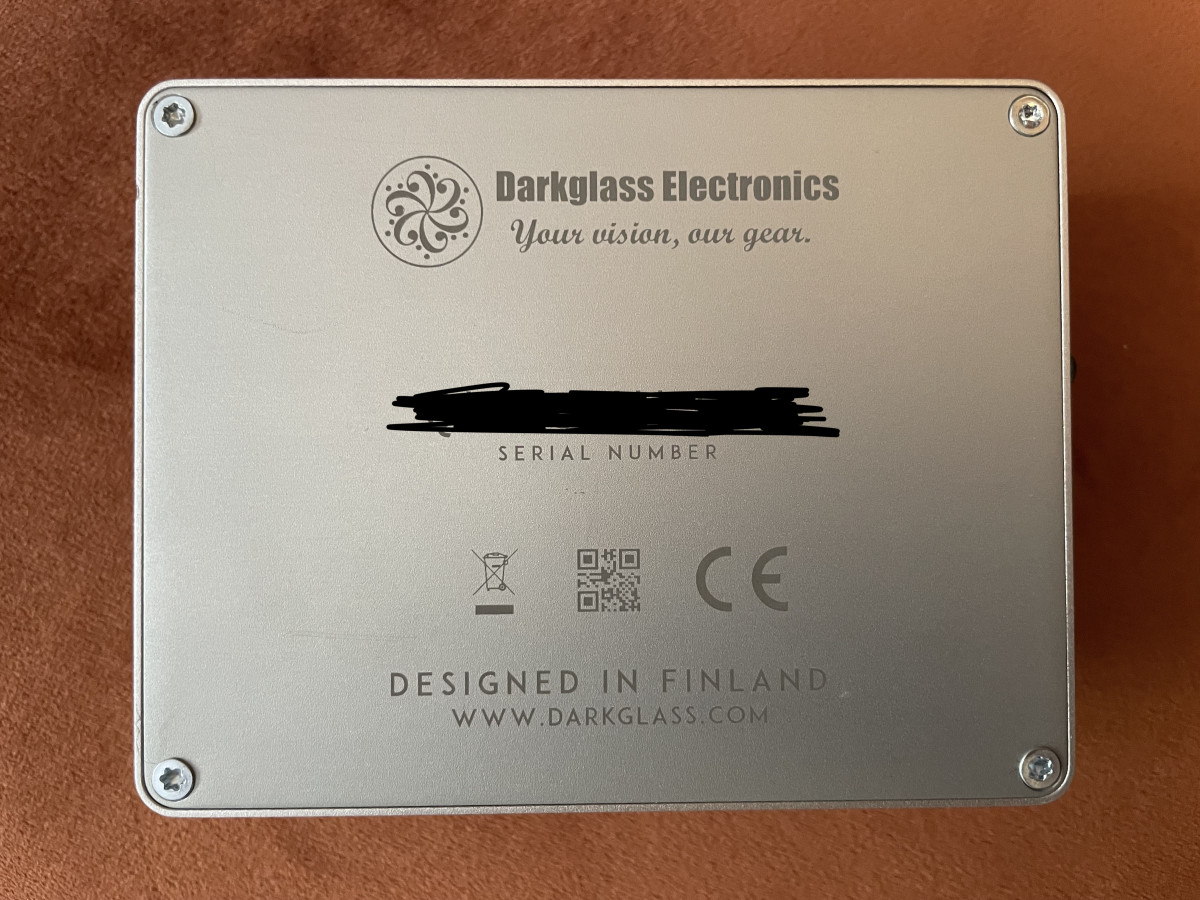 Darkglass Electronics
Your vision, our gear.
SERIAL NUMBER
CE
DESIGNED IN FINLAND
WWW.DARKGLASS.COM